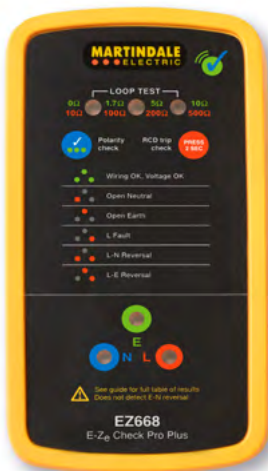 MARTINDALE
ELECTRIC
LOOP TEST
0Ω 1.7Ω 5Ω 10Ω
10Ω 100Ω 200Ω 500Ω
Polarity check
RCD trip check
PRESS 2 SEC
Wiring OK, Voltage OK
Open Neutral
Open Earth
L Fault
L-N Reversal
L-E Reversal
E
N L
See guide for full table of results
Does not detect E-N reversal
EZ668
E-Ze Check Pro Plus